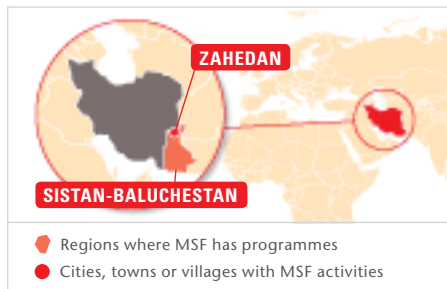 ZAHEDAN
SISTAN-BALUCHESTAN
Regions where MSF has programmes
Cities, towns or villages with MSF activities